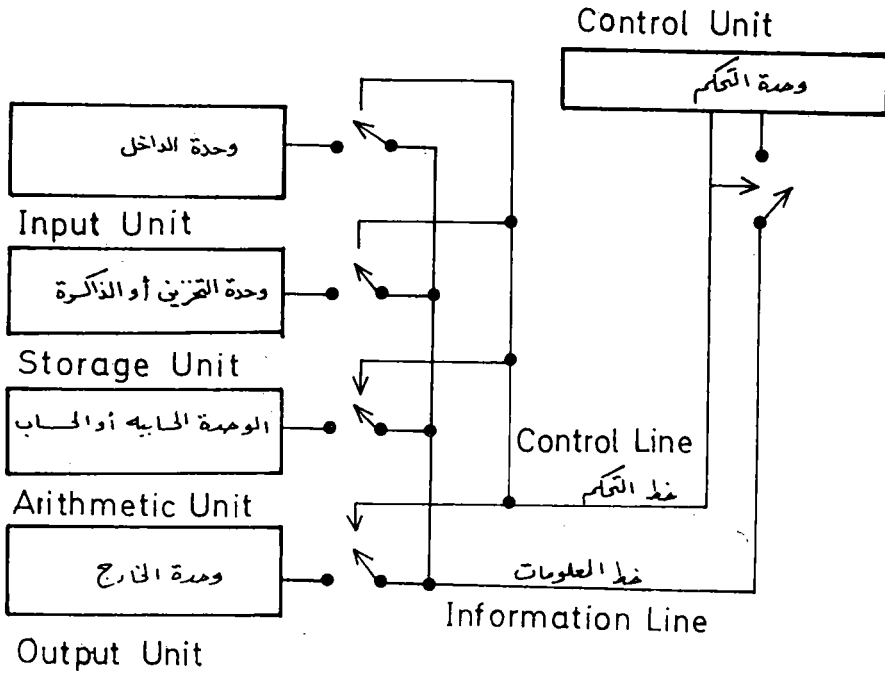 Control Unit
وحدة التحكم
وحدة الداخل
Input Unit
وحدة التخزين أو الذاكرة
Storage Unit
الوحدة الحسابيه أو الحساب
Arithmetic Unit
Control Line
خط التحكم
وحدة الخارج
خط المعلومات
Information Line
Output Unit